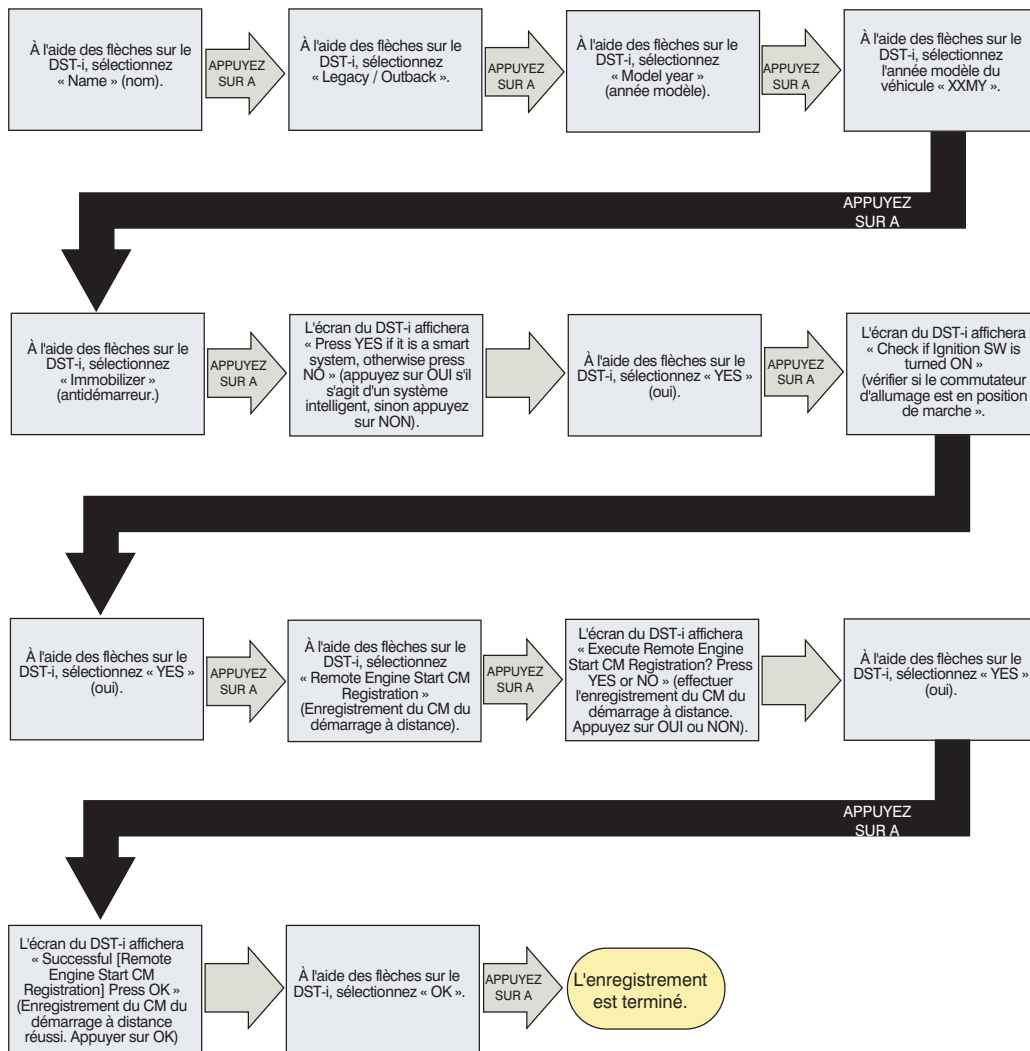 À l'aide des flèches sur le
DST-i, sélectionnez
« Name » (nom).
APPUYEZ
SUR A
À l'aide des flèches sur le
DST-i, sélectionnez
« Legacy / Outback ».
APPUYEZ
SUR A
À l'aide des flèches sur le
DST-i, sélectionnez
« Model year »
(année modèle).
APPUYEZ
SUR A
À l'aide des flèches sur le
DST-i, sélectionnez
l'année modèle du
véhicule « XXMY ».
APPUYEZ
SUR A
À l'aide des flèches sur le
DST-i, sélectionnez
« Immobilizer »
(antidémarreur.)
APPUYEZ
SUR A
L'écran du DST-i affichera
« Press YES if it is a smart
system, otherwise press
NO » (appuyez sur OUI s'il
s'agit d'un système
intelligent, sinon appuyez
sur NON).
À l'aide des flèches sur le
DST-i, sélectionnez « YES »
(oui).
APPUYEZ
SUR A
L'écran du DST-i affichera
« Check if Ignition SW is
turned ON »
(vérifier si le commutateur
d'allumage est en position
de marche ».
À l'aide des flèches sur le
DST-i, sélectionnez « YES »
(oui).
APPUYEZ
SUR A
À l'aide des flèches sur le
DST-i, sélectionnez
« Remote Engine Start CM
Registration »
(Enregistrement du CM du
démarrage à distance).
APPUYEZ
SUR A
L'écran du DST-i affichera
« Execute Remote Engine
Start CM Registration? Press
YES or NO » (effectuer
l'enregistrement du CM du
démarrage à distance.
Appuyez sur OUI ou NON).
À l'aide des flèches sur le
DST-i, sélectionnez « YES »
(oui).
APPUYEZ
SUR A
L'écran du DST-i affichera
« Successful [Remote
Engine Start CM
Registration] Press OK »
(Enregistrement du CM du
démarrage à distance
réussi. Appuyer sur OK)
À l'aide des flèches sur le
DST-i, sélectionnez « OK ».
APPUYEZ
SUR A
L'enregistrement
est terminé.